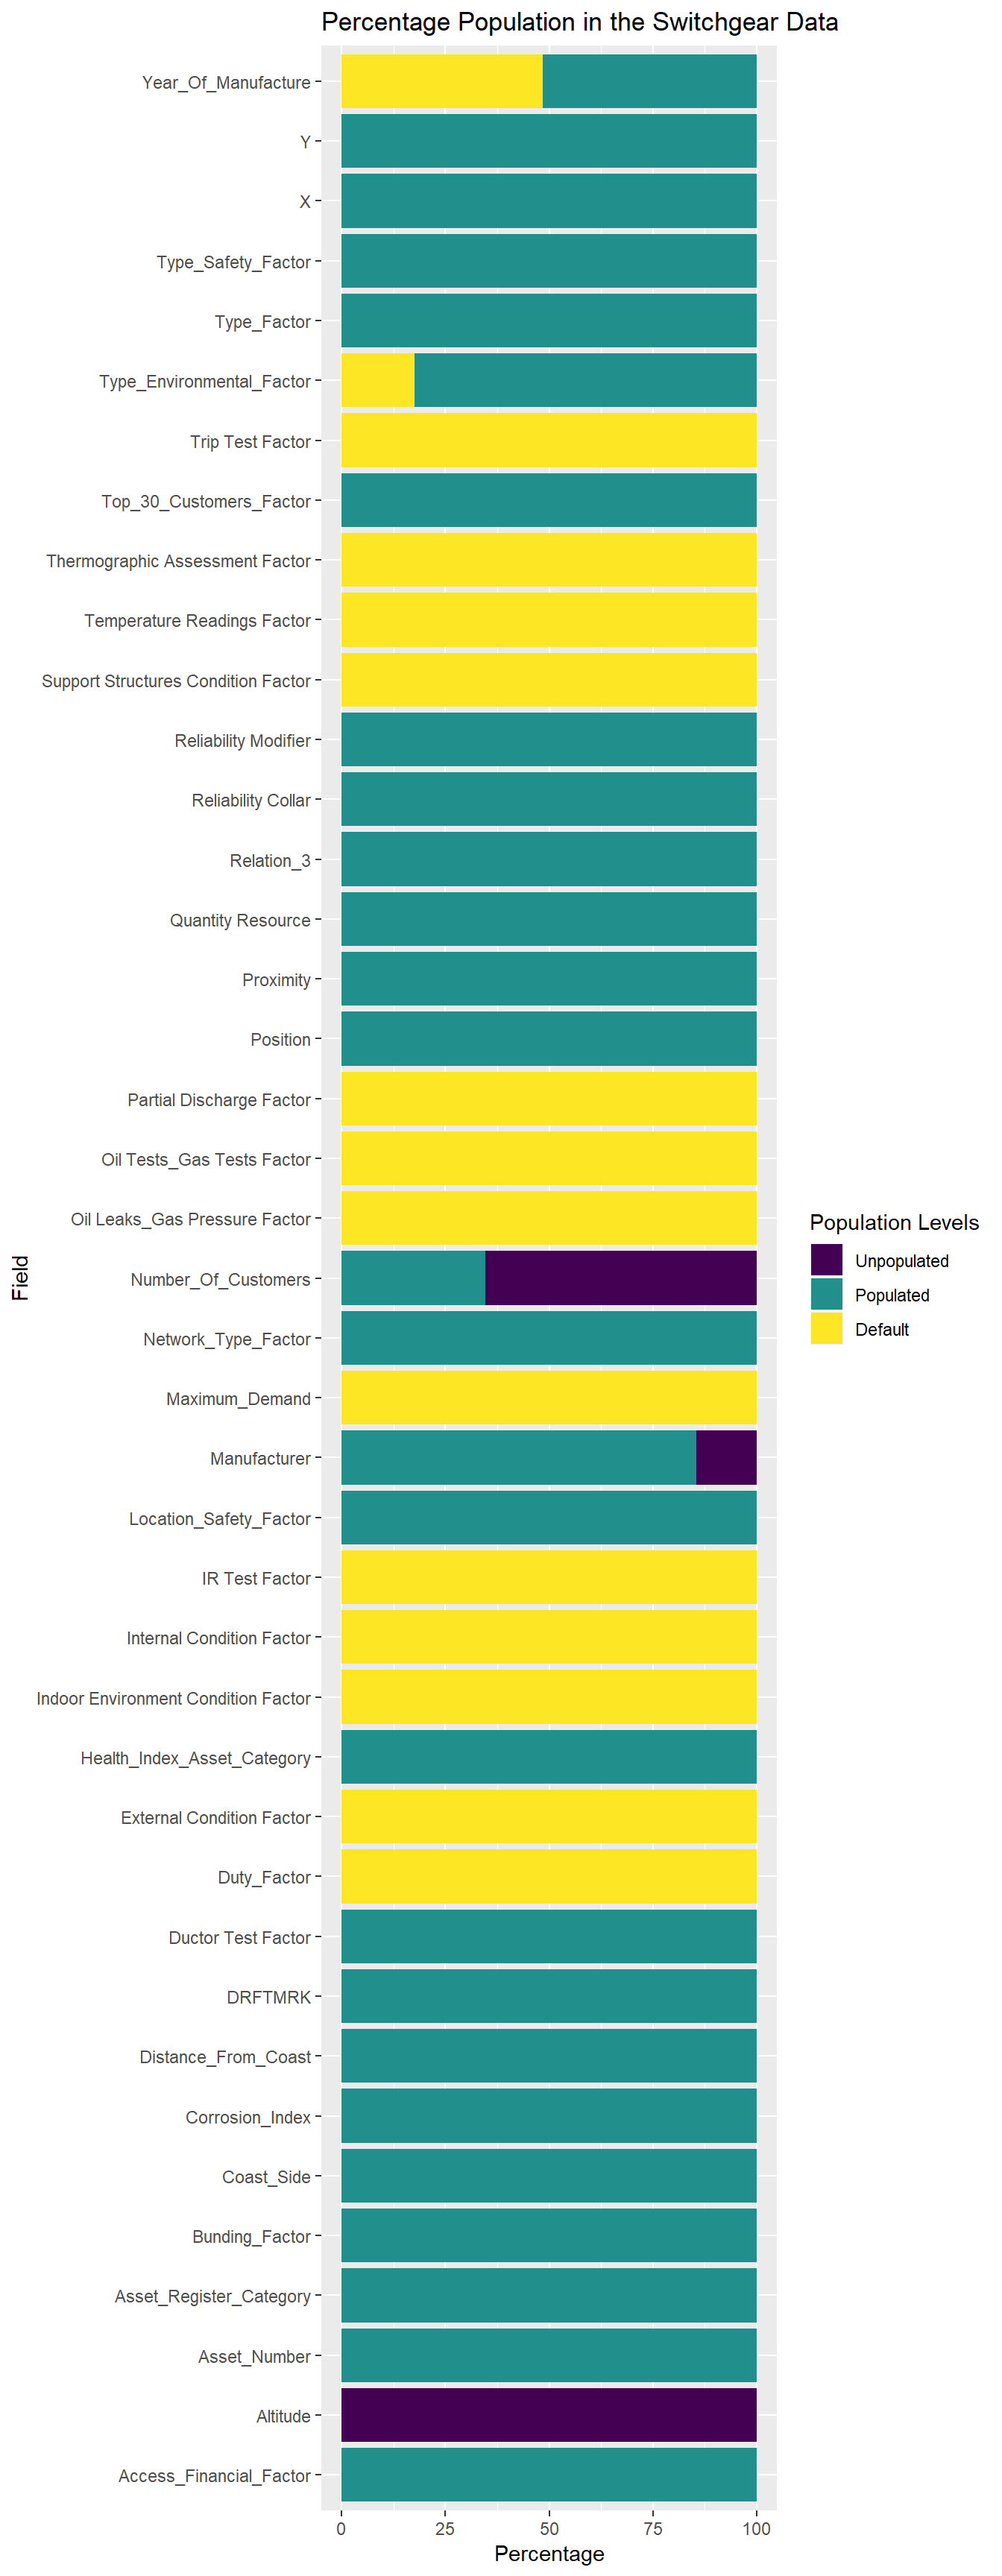 Percentage Population in the Switchgear Data
Year_Of_Manufacture
Y
X
Type_Safety_Factor
Type_Factor
Type_Environmental_Factor
Trip Test Factor
Top_30_Customers_Factor
Thermographic Assessment Factor
Temperature Readings Factor
Support Structures Condition Factor
Reliability Modifier
Reliability Collar
Relation_3
Quantity Resource
Proximity
Position
Partial Discharge Factor
Oil Tests_Gas Tests Factor
Oil Leaks_Gas Pressure Factor
Number_Of_Customers
Network_Type_Factor
Maximum_Demand
Manufacturer
Location_Safety_Factor
IR Test Factor
Internal Condition Factor
Indoor Environment Condition Factor
Health_Index_Asset_Category
External Condition Factor
Duty_Factor
Ductor Test Factor
DRFTMRK
Distance_From_Coast
Corrosion_Index
Coast_Side
Bunding_Factor
Asset_Register_Category
Asset_Number
Altitude
Access_Financial_Factor
Field
0 25 50 75 100
Percentage
Population Levels
Unpopulated
Populated
Default